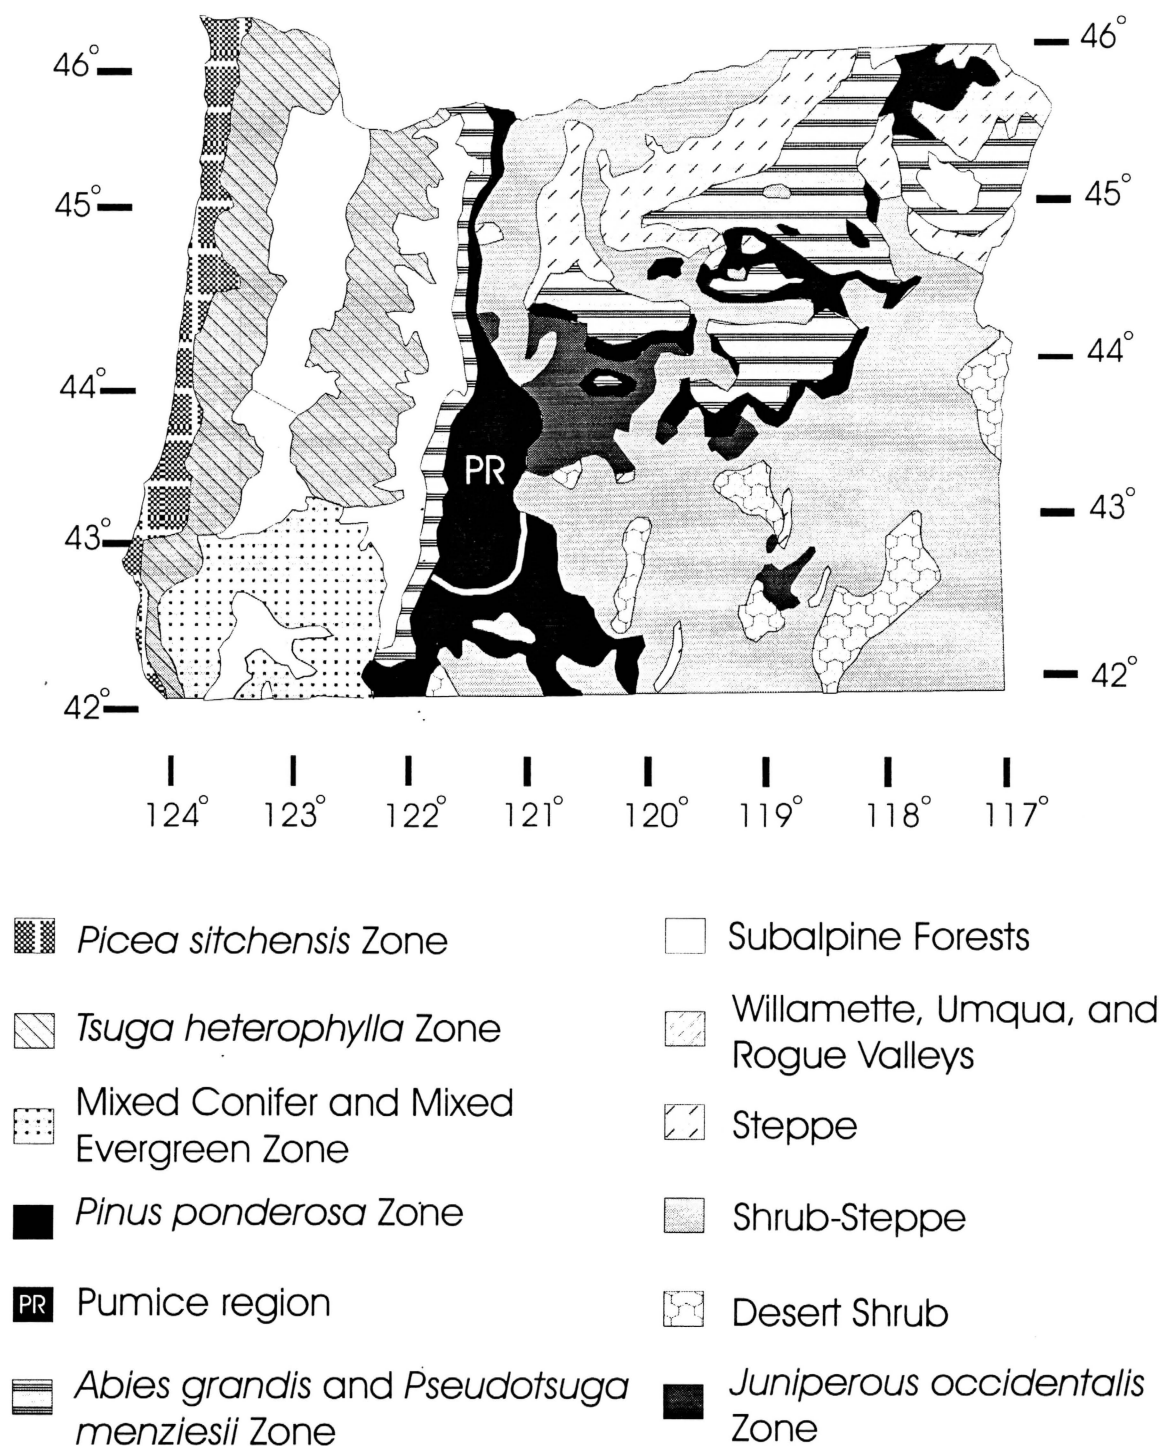 46°
46°
45°
45°
44°
44°
PR
43°
43°
42°
42°
124°
123°
122°
121°
120°
119°
118°
117°
Picea sitchensis Zone
Tsuga heterophylla Zone
Mixed Conifer and Mixed
Evergreen Zone
Pinus ponderosa Zone
PR Pumice region
Abies grandis and Pseudotsuga
menziesii Zone
Subalpine Forests
Willamette, Umqua, and
Rogue Valleys
Steppe
Shrub-Steppe
Desert Shrub
Juniperous occidentalis
Zone